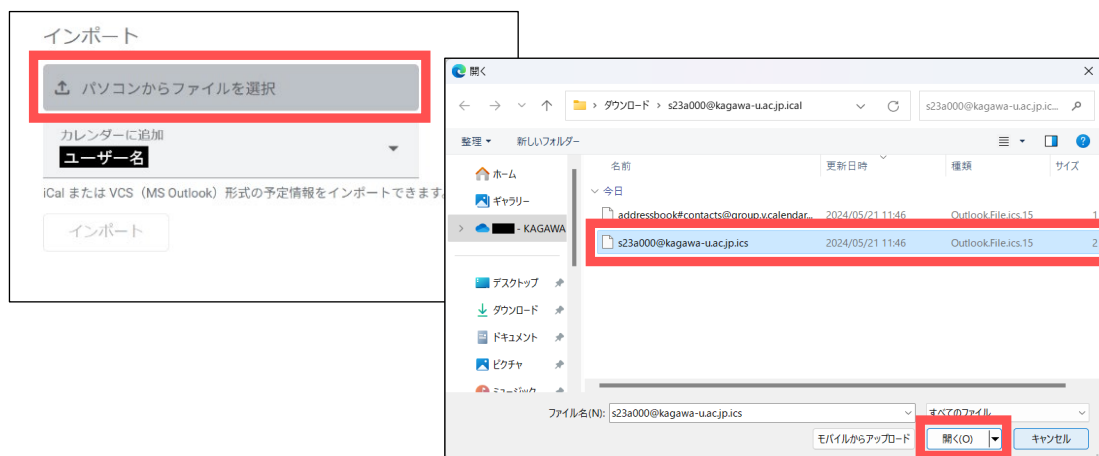 インポート
パソコンからファイルを選択
カレンダーに追加
ユーザー名
iCal または VCS（MS Outlook）形式の予定情報をインポートできます。
インポート
開く
ダウンロード > s23a000@kagawa-u.ac.jp.ical
s23a000@kagawa-u.ac.jp.ic...
整理
新しいフォルダー
ホーム
ギャラリー
- KAGAWA
デスクトップ
ダウンロード
ドキュメント
ピクチャ
ミュージック
名前 更新日時 種類 サイズ
今日
addressbook#contacts@group.v.calendar... 2024/05/21 11:46 Outlook.File.ics.15 1
s23a000@kagawa-u.ac.jp.ics 2024/05/21 11:46 Outlook.File.ics.15 2
ファイル名(N): s23a000@kagawa-u.ac.jp.ics すべてのファイル
モバイルからアップロード 開く(O) キャンセル